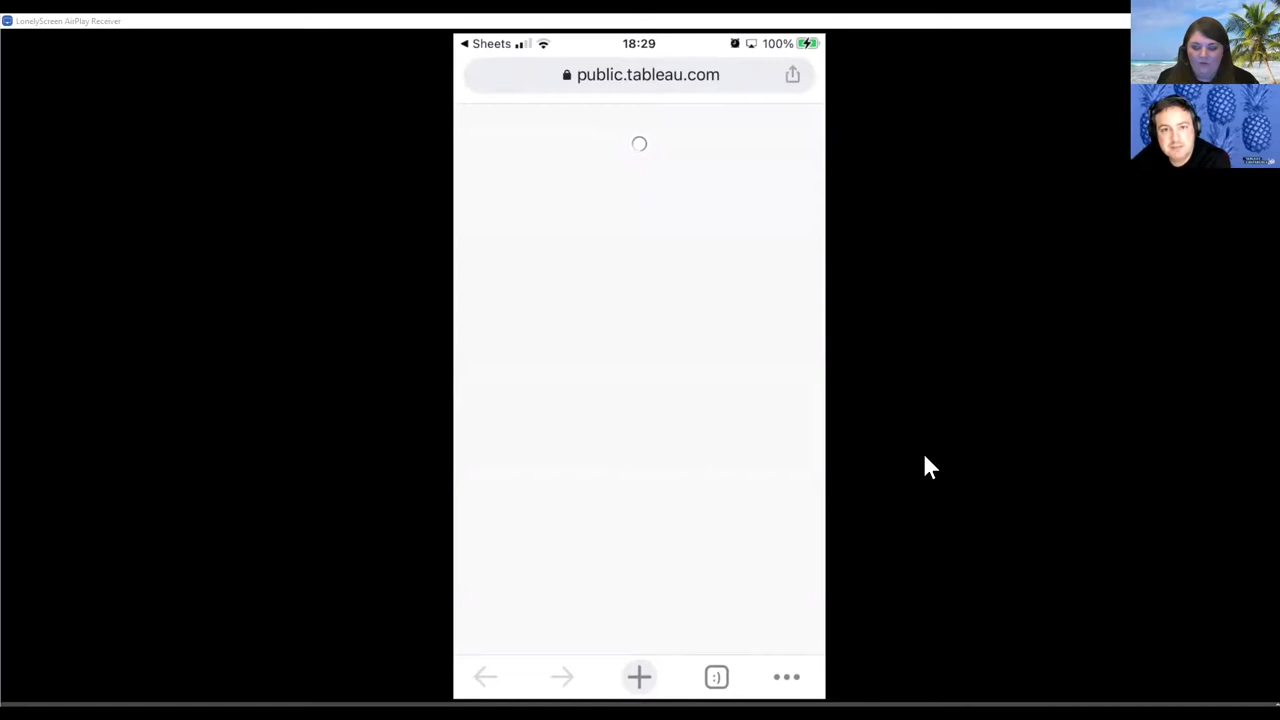 LonelyScreen AirPlay Receiver
Sheets 18:29 100%
public.tableau.com
:)